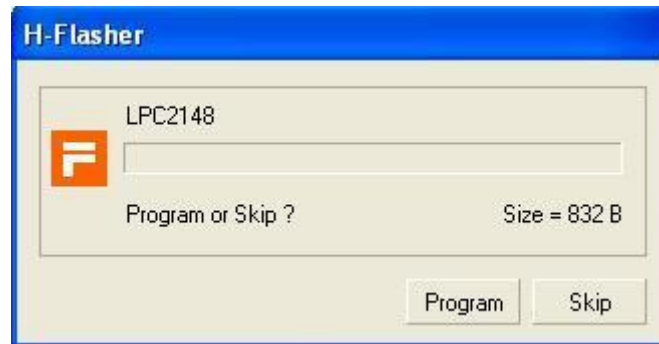 H-Flasher
LPC2148
Program or Skip ?
Size = 832 B
Program
Skip